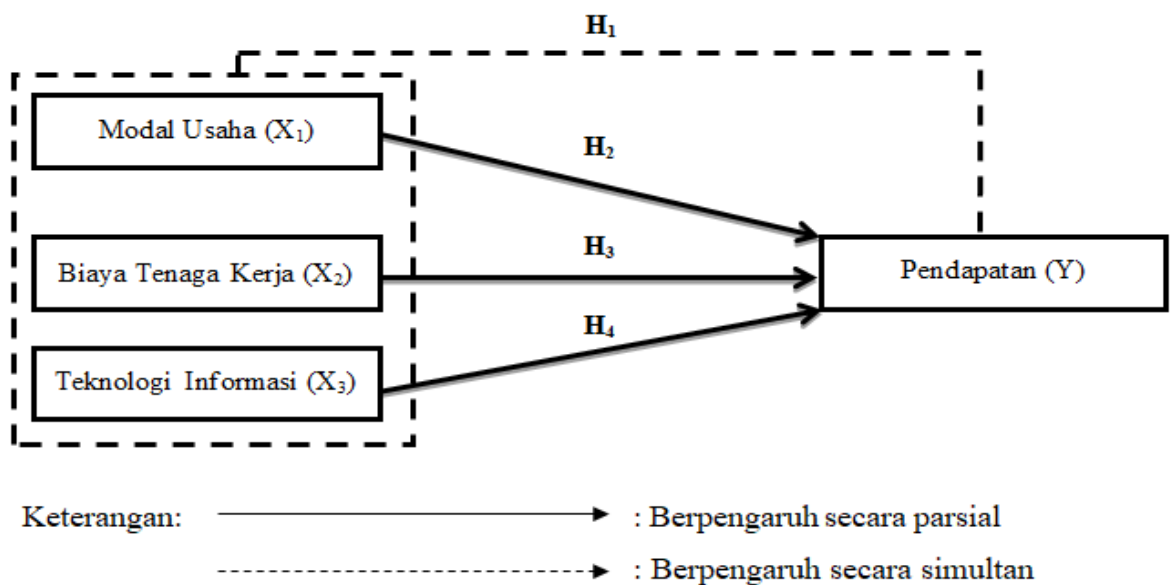 H₁
Modal Usaha (X₁)
H₂
Biaya Tenaga Kerja (X₂)
H₃
Pendapatan (Y)
H₄
Teknologi Informasi (X₃)
Keterangan:
: Berpengaruh secara parsial
: Berpengaruh secara simultan